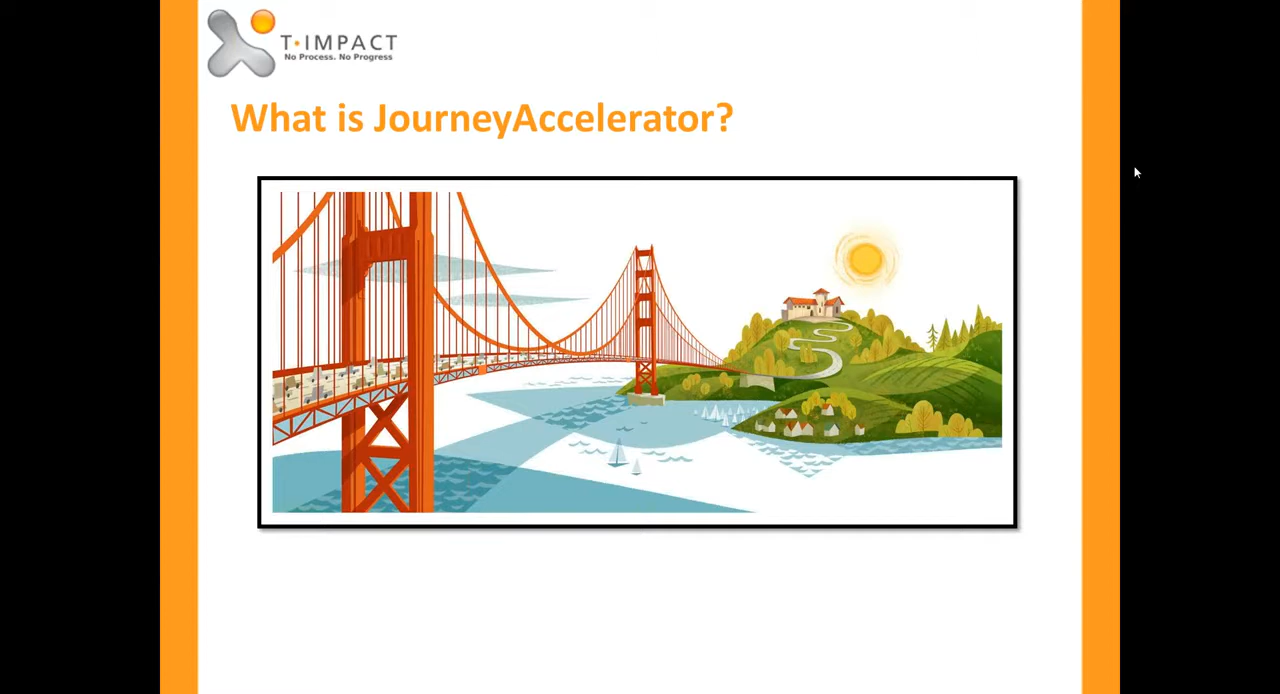 T·IMPACT
No Process. No Progress
What is JourneyAccelerator?